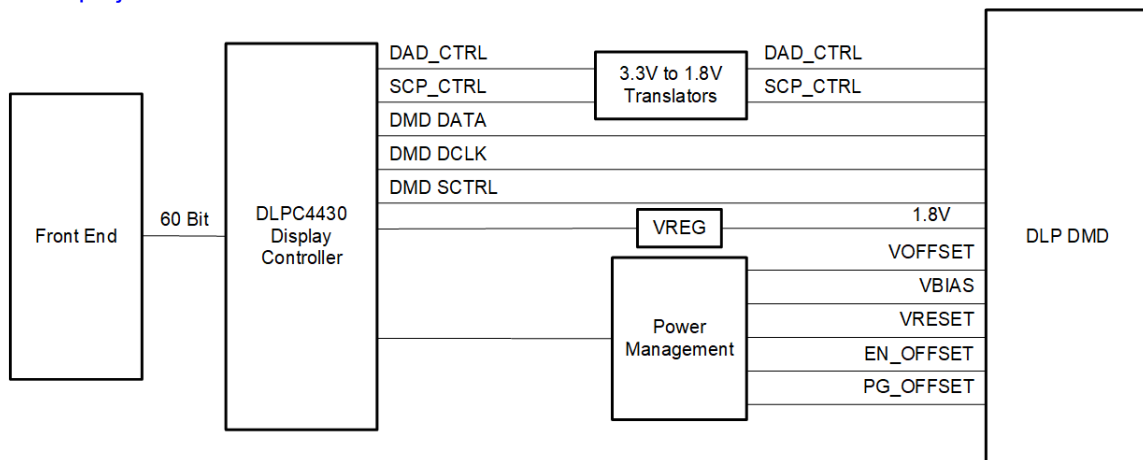 DAD_CTRL
SCP_CTRL
DMD DATA
DMD DCLK
DMD SCTRL
3.3V to 1.8V
Translators
DAD_CTRL
SCP_CTRL
Front End
60 Bit
DLPC4430
Display
Controller
VREG
1.8V
VOFFSET
VBIAS
VRESET
EN_OFFSET
PG_OFFSET
Power
Management
DLP DMD